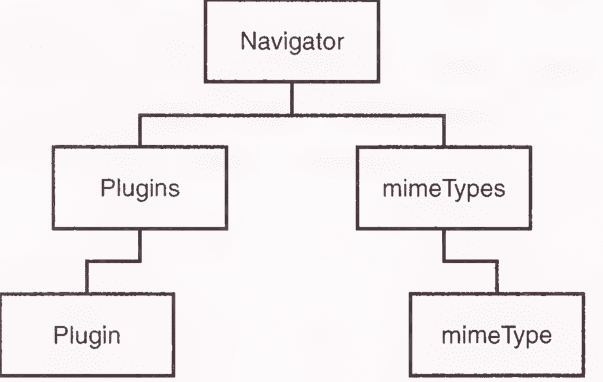 Navigator
Plugins
mimeTypes
Plugin
mimeType